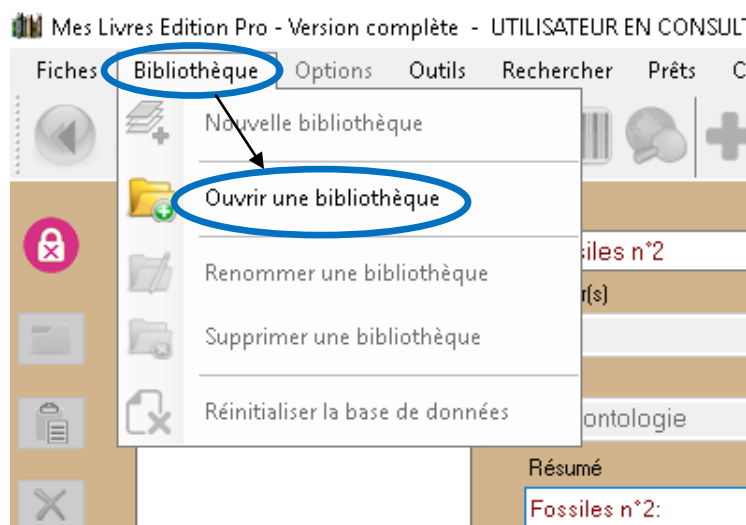 Mes Livres Edition Pro - Version complète - UTILISATEUR EN CONSULT
Fiches Bibliothèque Options Outils Rechercher Prêts
Nouvelle bibliothèque
Ouvrir une bibliothèque
siles n°2
r(s)
Renommer une bibliothèque
Supprimer une bibliothèque
Réinitialiser la base de données
ontologie
Résumé
Fossiles n°2: